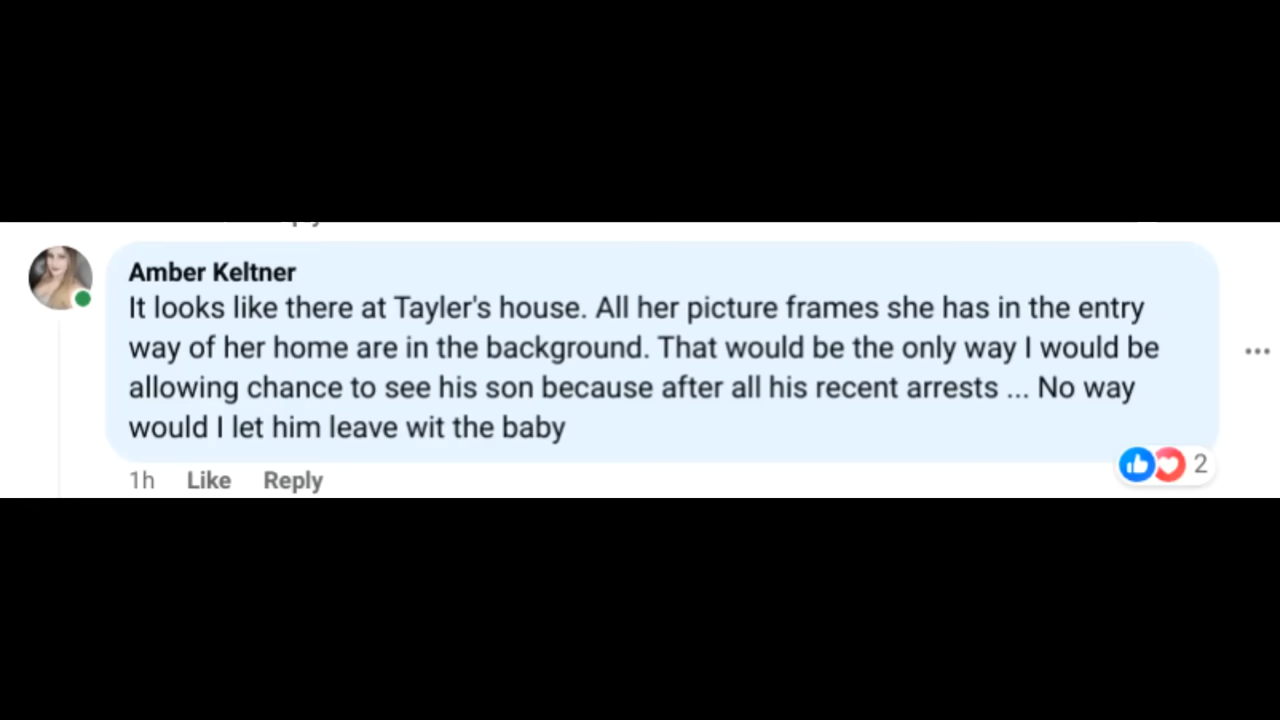 Amber Keltner
It looks like there at Tayler's house. All her picture frames she has in the entry
way of her home are in the background. That would be the only way I would be
allowing chance to see his son because after all his recent arrests ... No way
would I let him leave wit the baby
1h Like Reply 2